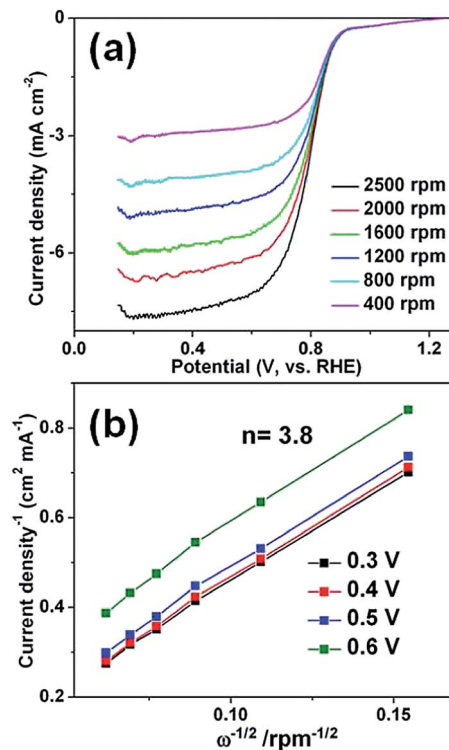 (a)
0
-3
-6
Current density (mA cm⁻²)
2500 rpm
2000 rpm
1600 rpm
1200 rpm
800 rpm
400 rpm
0.0 0.4 0.8 1.2
Potential (V, vs. RHE)
(b)
n= 3.8
0.8
0.6
0.4
0.2
Current density⁻¹ (cm² mA⁻¹)
0.3 V
0.4 V
0.5 V
0.6 V
0.10 0.15
ω⁻¹/² /rpm⁻¹/²